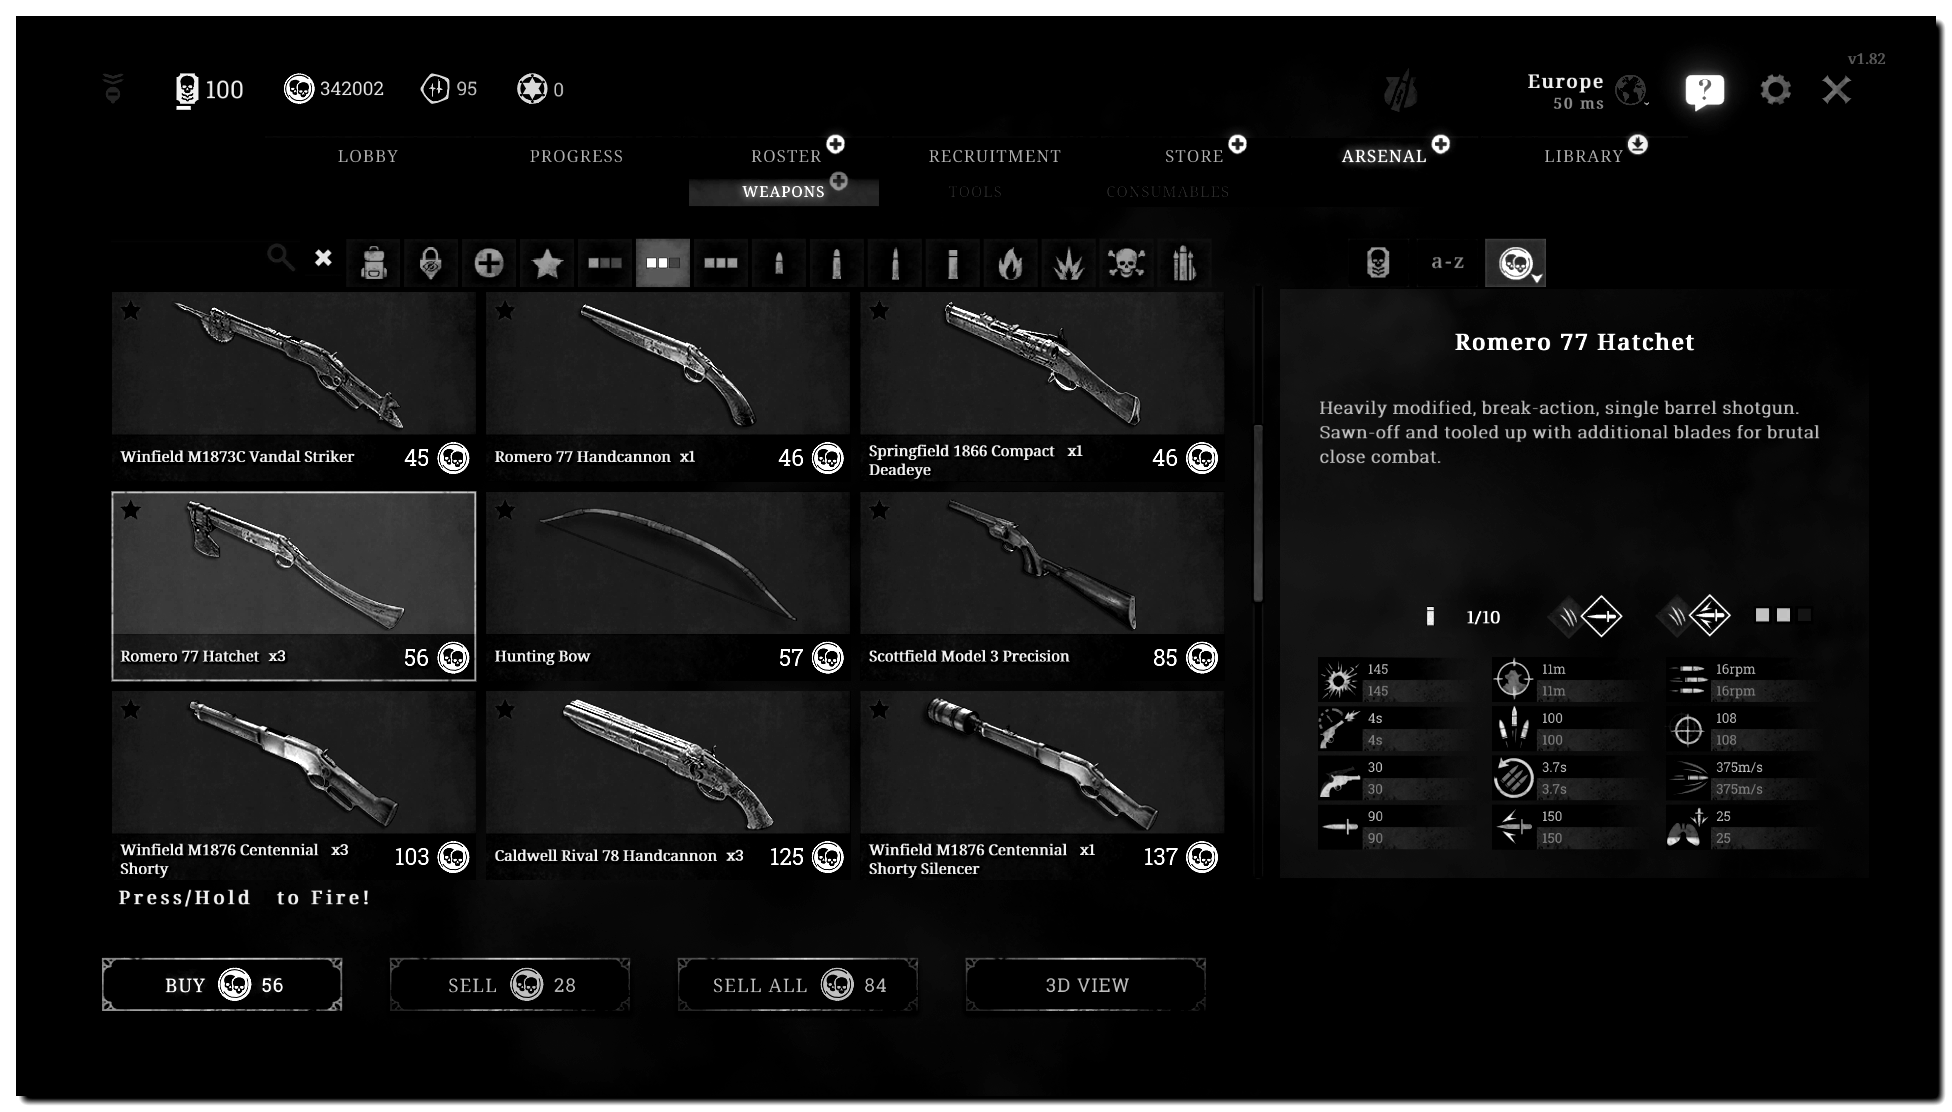 v1.82
100 342002 95 0 Europe
50 ms
LOBBY PROGRESS ROSTER RECRUITMENT STORE ARSENAL LIBRARY
WEAPONS TOOLS CONSUMABLES
a-z
Winfield M1873C Vandal Striker 45
Romero 77 Handcannon x1 46
Springfield 1866 Compact x1 46
Deadeye
Romero 77 Hatchet x3 56
Hunting Bow 57
Scottfield Model 3 Precision 85
Winfield M1876 Centennial x3 103
Shorty
Caldwell Rival 78 Handcannon x3 125
Winfield M1876 Centennial x1 137
Shorty Silencer
Press/Hold to Fire!
BUY 56 SELL 28 SELL ALL 84 3D VIEW
Romero 77 Hatchet
Heavily modified, break-action, single barrel shotgun.
Sawn-off and tooled up with additional blades for brutal
close combat.
1/10
145 11m 16rpm
145 11m 16rpm
4s 100 108
4s 100 108
30 3.7s 375m/s
30 3.7s 375m/s
90 150 25
90 150 25